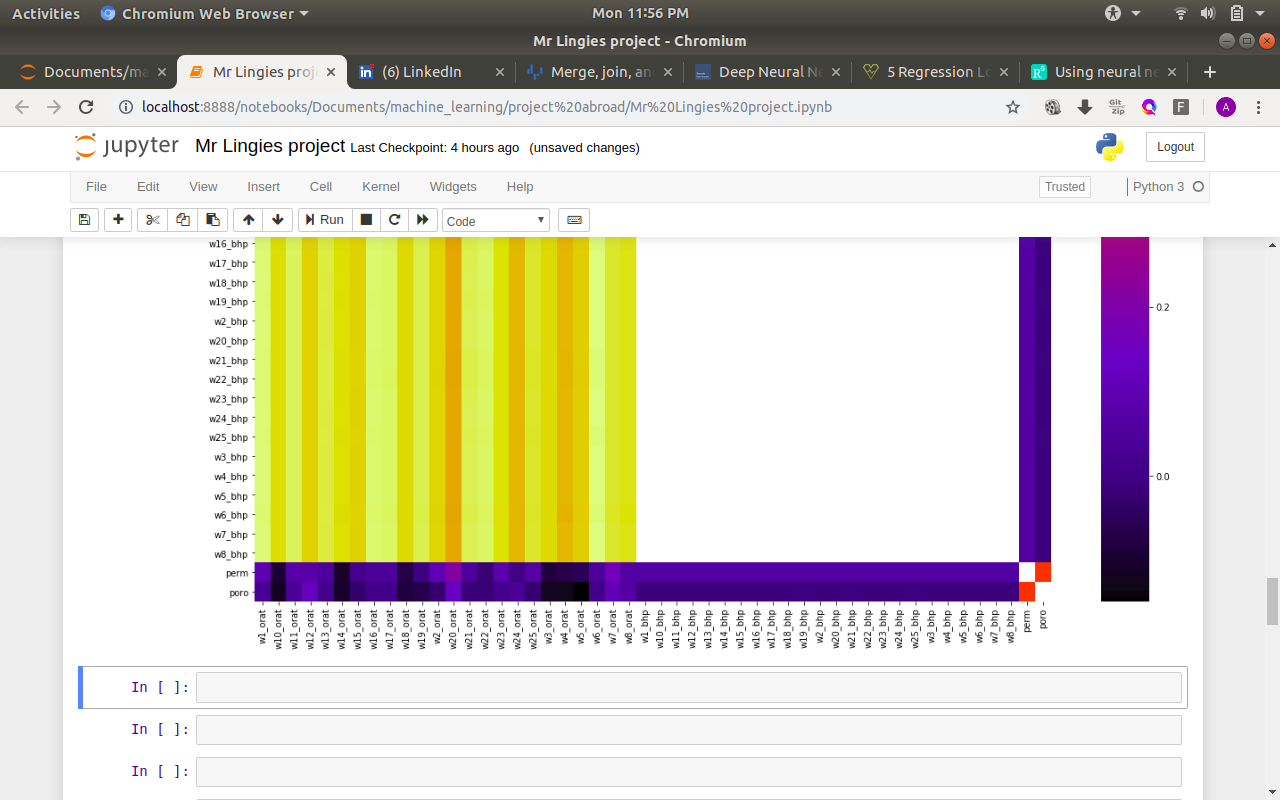 Activities Chromium Web Browser Mon 11:56 PM
Mr Lingies project - Chromium
Documents/ma Mr Lingies proj (6) LinkedIn Merge, join, an Deep Neural Ne 5 Regression Lo Using neural ne
localhost:8888/notebooks/Documents/machine_learning/project%20abroad/Mr%20Lingies%20project.ipynb Git Zip F A
jupyter Mr Lingies project Last Checkpoint: 4 hours ago (unsaved changes) Logout
File Edit View Insert Cell Kernel Widgets Help Trusted Python 3
Run Code
w16_bhp
w17_bhp
w18_bhp
w19_bhp
w2_bhp
w20_bhp
w21_bhp
w22_bhp
w23_bhp
w24_bhp
w25_bhp
w3_bhp
w4_bhp
w5_bhp
w6_bhp
w7_bhp
w8_bhp
perm
poro
0.2
0.0
w1_orat w10_orat w11_orat w12_orat w13_orat w14_orat w15_orat w16_orat w17_orat w18_orat w19_orat w2_orat w20_orat w21_orat w22_orat w23_orat w24_orat w25_orat w3_orat w4_orat w5_orat w6_orat w7_orat w8_orat w1_bhp w10_bhp w11_bhp w12_bhp w13_bhp w14_bhp w15_bhp w16_bhp w17_bhp w18_bhp w19_bhp w2_bhp w20_bhp w21_bhp w22_bhp w23_bhp w24_bhp w25_bhp w3_bhp w4_bhp w5_bhp w6_bhp w7_bhp w8_bhp perm poro
In [ ]:
In [ ]:
In [ ]: